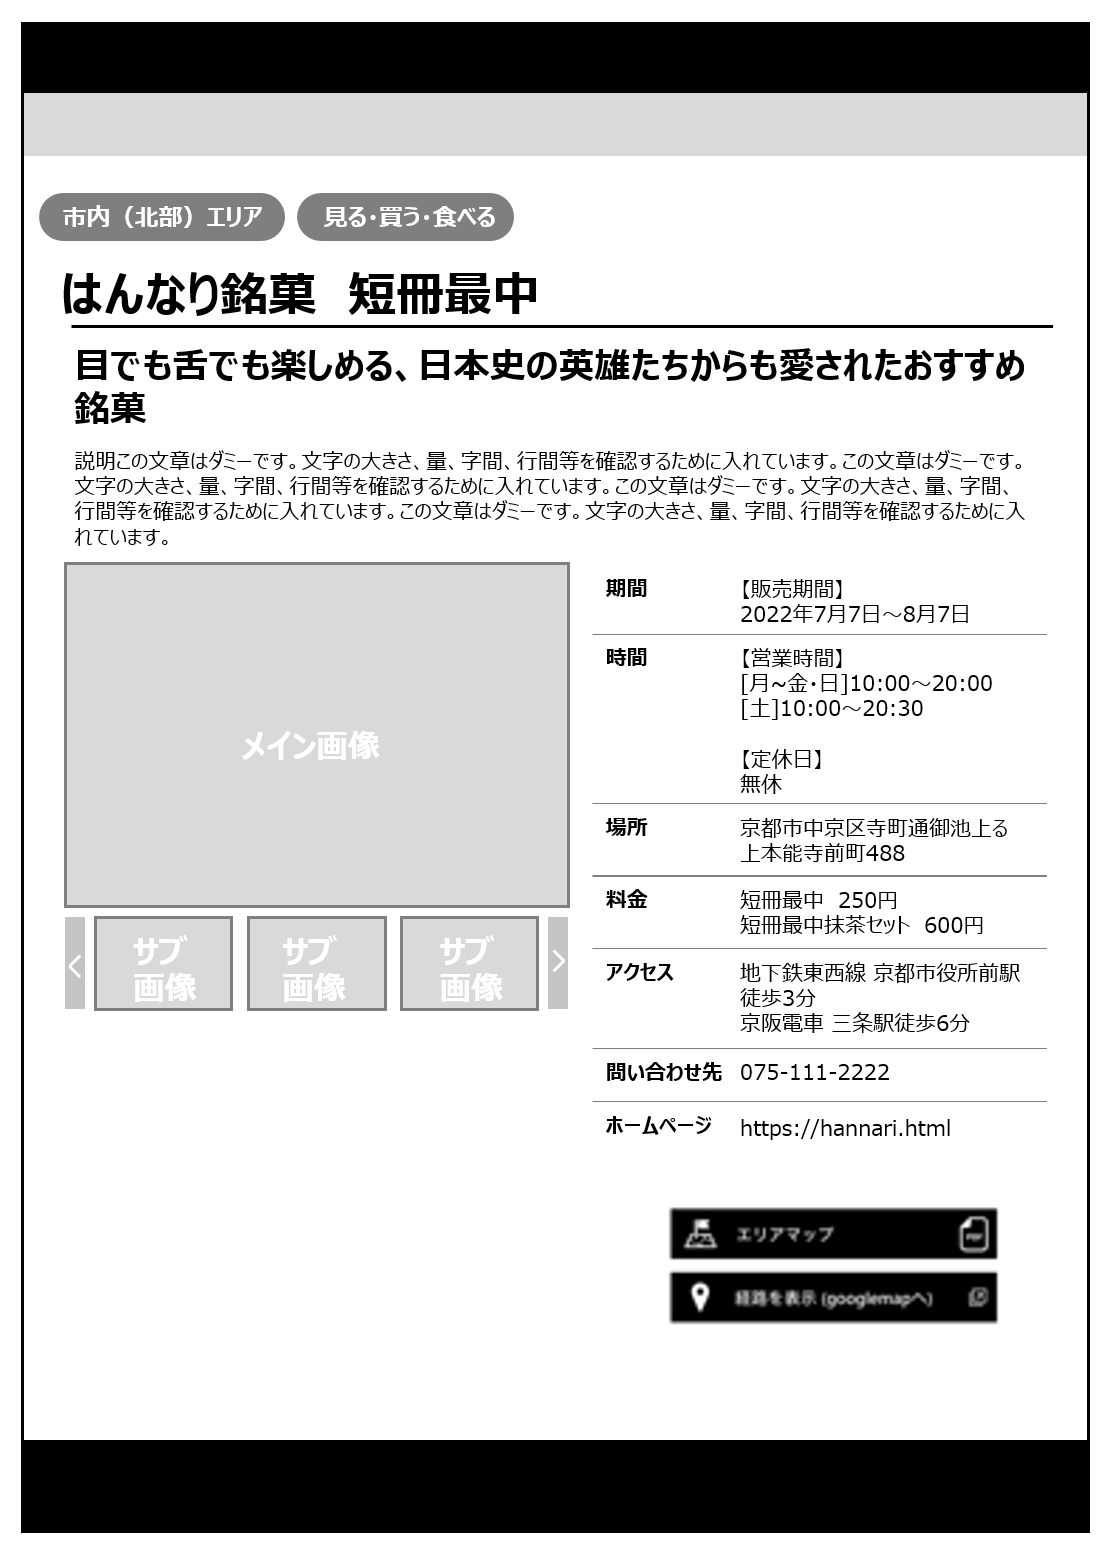 市内（北部）エリア
見る・買う・食べる
はんなり銘菓　短冊最中
目でも舌でも楽しめる、日本史の英雄たちからも愛されたおすすめ
銘菓
説明この文章はダミーです。文字の大きさ、量、字間、行間等を確認するために入れています。この文章はダミーです。
文字の大きさ、量、字間、行間等を確認するために入れています。この文章はダミーです。文字の大きさ、量、字間、
行間等を確認するために入れています。この文章はダミーです。文字の大きさ、量、字間、行間等を確認するために入
れています。
メイン画像
サブ
画像
サブ
画像
サブ
画像
期間
【販売期間】
2022年7月7日～8月7日
時間
【営業時間】
[月~金・日]10:00～20:00
[土]10:00～20:30
【定休日】
無休
場所
京都市中京区寺町通御池上る
上本能寺前町488
料金
短冊最中　250円
短冊最中抹茶セット　600円
アクセス
地下鉄東西線 京都市役所前駅
徒歩3分
京阪電車 三条駅徒歩6分
問い合わせ先
075-111-2222
ホームページ
https://hannari.html
エリアマップ
PDF
経路を表示 (googlemapへ)